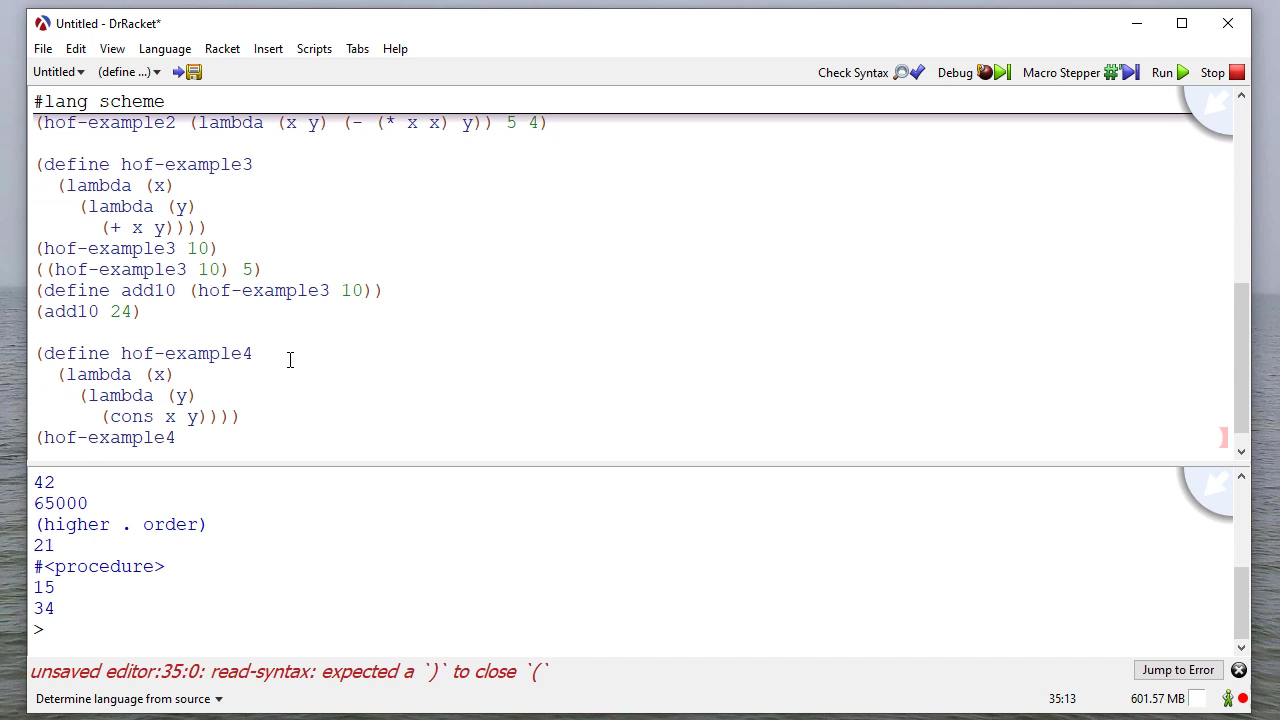 Untitled - DrRacket*
File Edit View Language Racket Insert Scripts Tabs Help
Untitled▾ (define ...)▾ Check Syntax Debug Macro Stepper Run Stop
#lang scheme
(hof-example2 (lambda (x y) (- (* x x) y)) 5 4)
(define hof-example3
(lambda (x)
(lambda (y)
(+ x y))))
(hof-example3 10)
((hof-example3 10) 5)
(define add10 (hof-example3 10))
(add10 24)
(define hof-example4
(lambda (x)
(lambda (y)
(cons x y))))
(hof-example4
42
65000
(higher . order)
21
#<procedure>
15
34
>
unsaved editor:35:0: read-syntax: expected a `)` to close `(` Jump to Error
Determine language from source▾ 35:13 601.57 MB